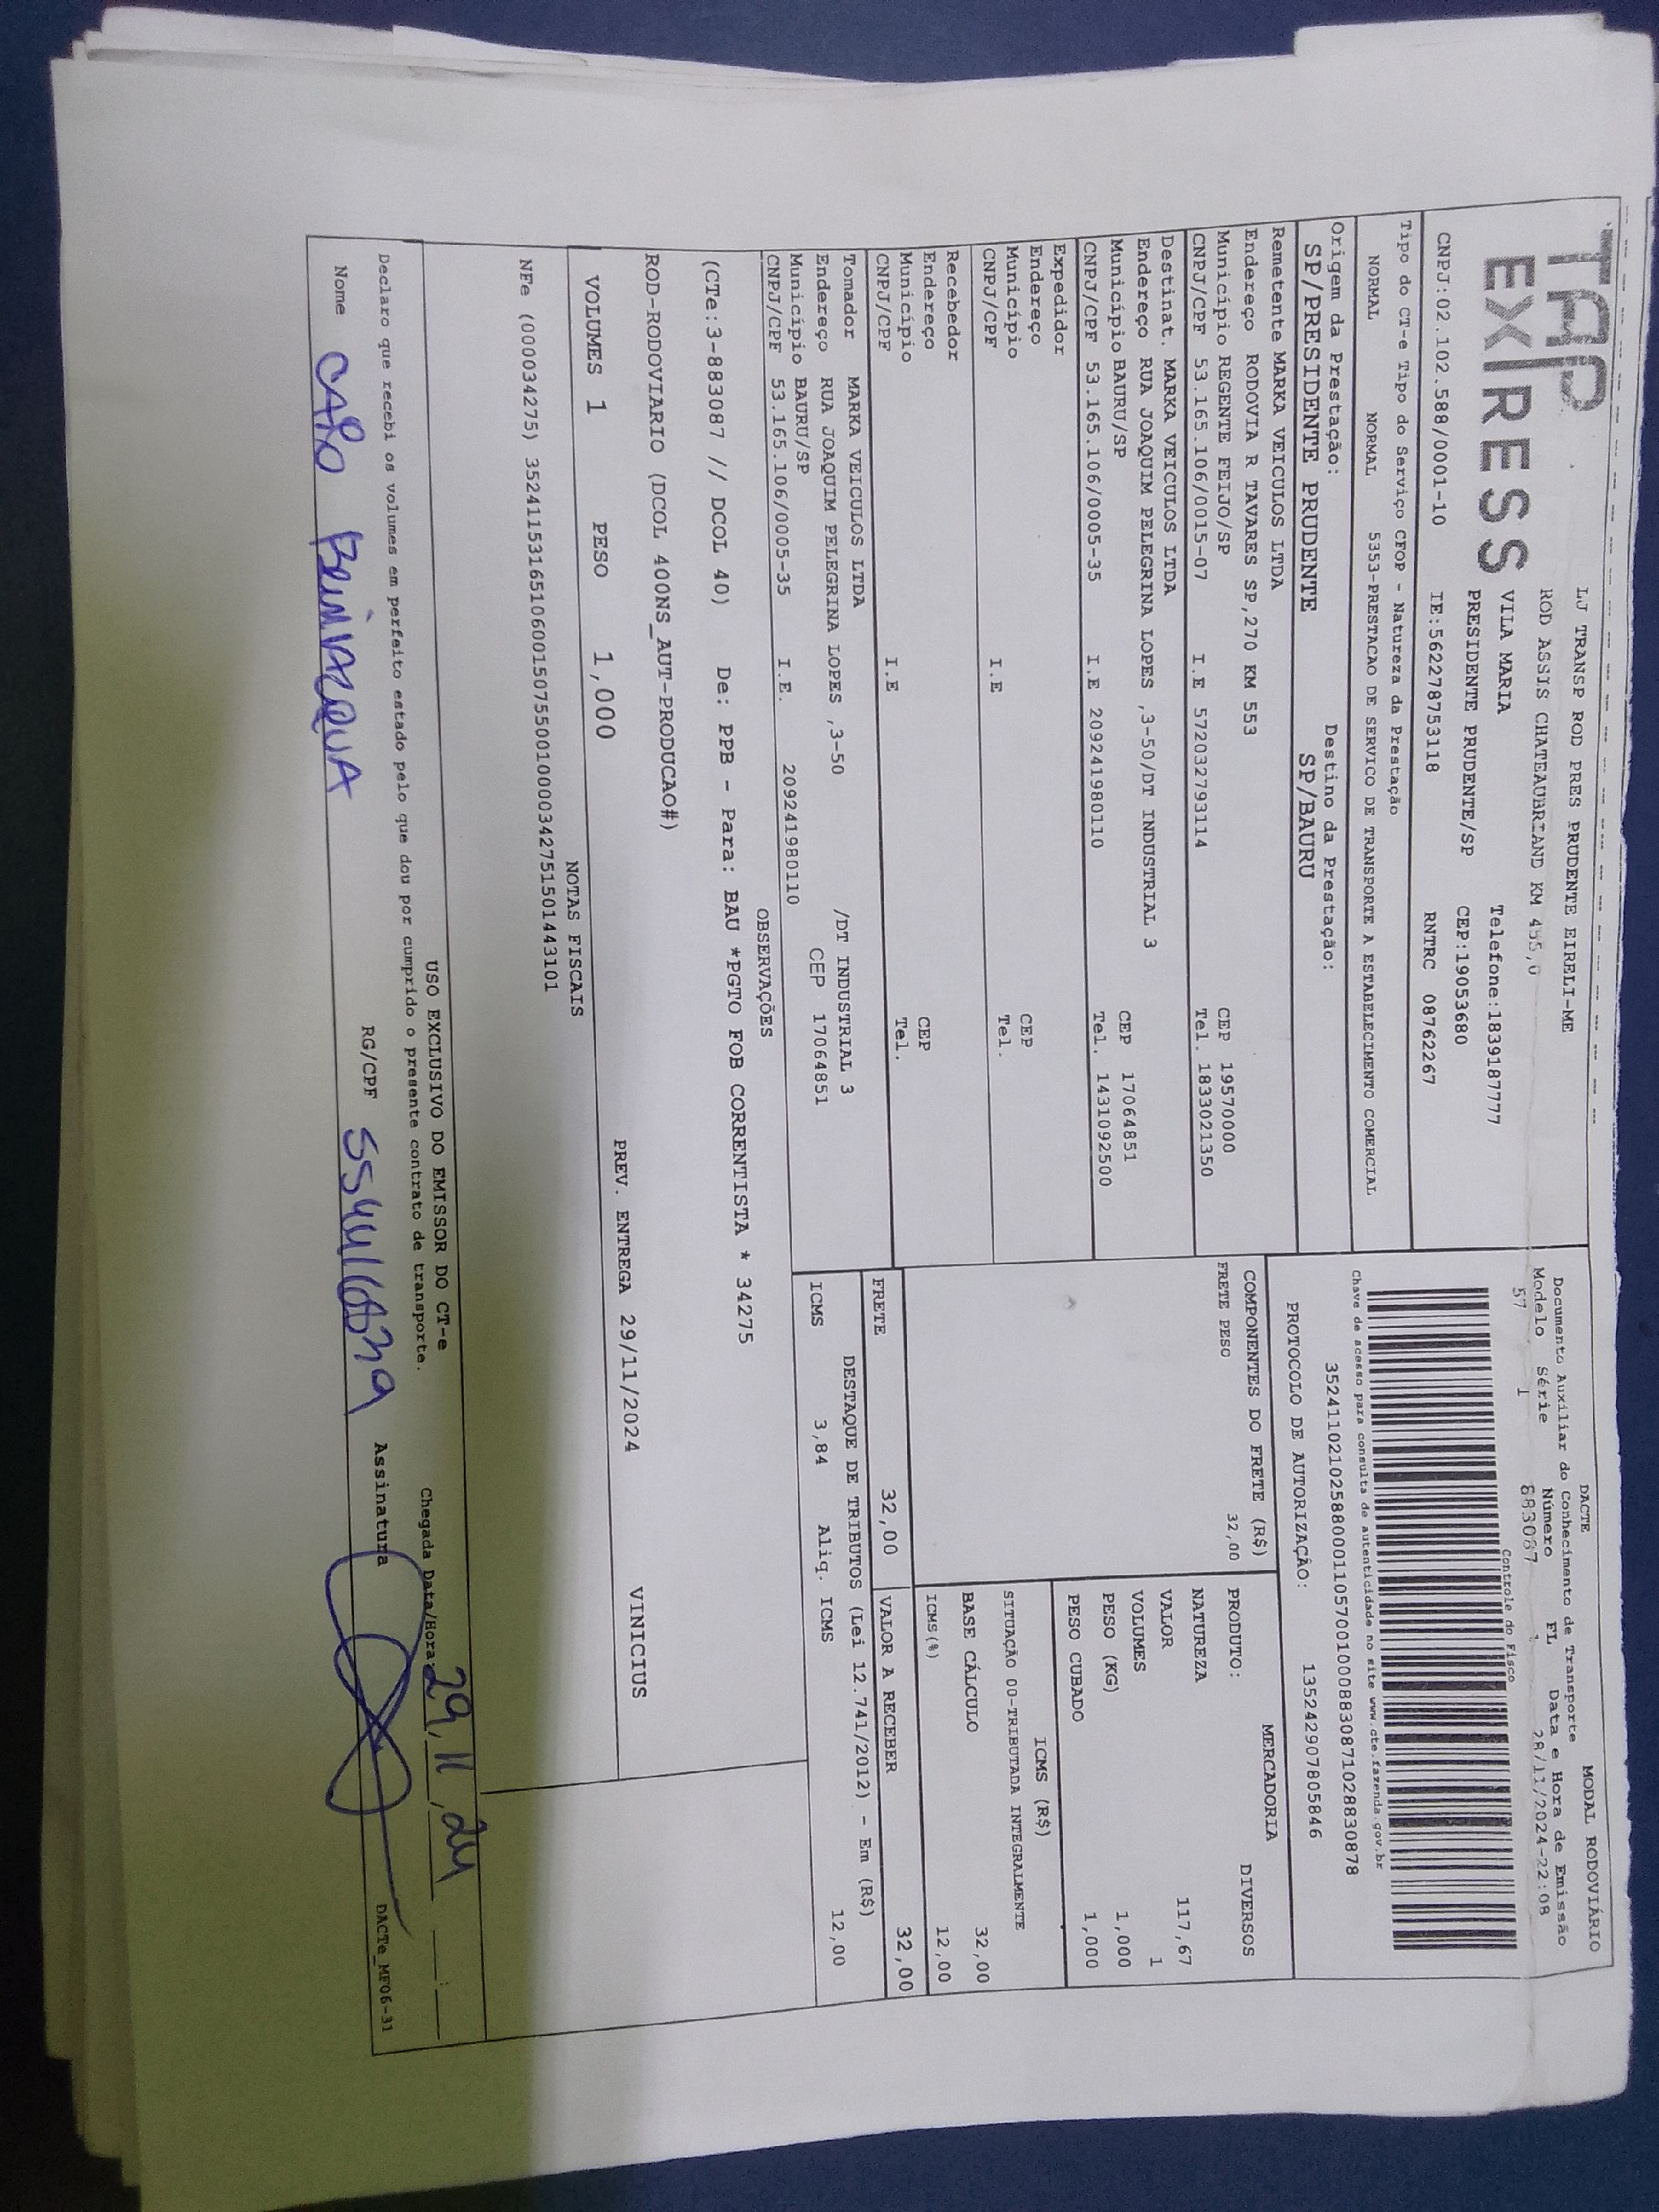 TAP
EXPRESS
LJ TRANSP ROD PRES PRUDENTE EIRELI-ME
ROD ASSIS CHATEAUBRIAND KM 455,0
VILA MARIA Telefone:1839187777
PRESIDENTE PRUDENTE/SP CEP:19053680
CNPJ:02.102.588/0001-10 IE:562278753118 RNTRC 08762267
DACTE MODAL RODOVIÁRIO
Documento Auxiliar do Conhecimento de Transporte
Modelo Série Número FL Data e Hora de Emissão
57 1 883087 1 28/11/2024-22:08
Controle do Fisco
Chave de acesso para consulta de autenticidade no site www.cte.fazenda.gov.br
35241102102588000110570010008830871028830878
PROTOCOLO DE AUTORIZAÇÃO: 135242907805846
Tipo do CT-e Tipo do Serviço CFOP - Natureza da Prestação
NORMAL NORMAL 5353-PRESTACAO DE SERVICO DE TRANSPORTE A ESTABELECIMENTO COMERCIAL
Origem da Prestação: Destino da Prestação:
SP/PRESIDENTE PRUDENTE SP/BAURU
Remetente MARKA VEICULOS LTDA
Endereço RODOVIA R TAVARES SP,270 KM 553
Município REGENTE FEIJO/SP CEP 19570000
CNPJ/CPF 53.165.106/0015-07 I.E 572032793114 Tel. 1833021350
Destinat. MARKA VEICULOS LTDA
Endereço RUA JOAQUIM PELEGRINA LOPES ,3-50/DT INDUSTRIAL 3
Município BAURU/SP CEP 17064851
CNPJ/CPF 53.165.106/0005-35 I.E 209241980110 Tel. 1431092500
Expedidor
Endereço
Município CEP
CNPJ/CPF I.E Tel.
Recebedor
Endereço
Município CEP
CNPJ/CPF I.E Tel.
Tomador MARKA VEICULOS LTDA
Endereço RUA JOAQUIM PELEGRINA LOPES ,3-50 /DT INDUSTRIAL 3
Município BAURU/SP CEP 17064851
CNPJ/CPF 53.165.106/0005-35 I.E. 209241980110
COMPONENTES DO FRETE (R$)
FRETE PESO 32,00
MERCADORIA
PRODUTO: DIVERSOS
NATUREZA
VALOR 117,67
VOLUMES 1
PESO (KG) 1,000
PESO CUBADO 1,000
ICMS (R$)
SITUAÇÃO 00-TRIBUTADA INTEGRALMENTE
BASE CÁLCULO 32,00
ICMS(%) 12,00
FRETE 32,00 VALOR A RECEBER 32,00
DESTAQUE DE TRIBUTOS (Lei 12.741/2012) - Em (R$)
ICMS 3,84 Aliq. ICMS 12,00
OBSERVAÇÕES
(CTe:3-883087 // DCOL 40) De: PPB - Para: BAU *PGTO FOB CORRENTISTA * 34275
ROD-RODOVIARIO (DCOL 400NS_AUT-PRODUCAO#)
VINICIUS
VOLUMES 1 PESO 1,000 PREV. ENTREGA 29/11/2024
NOTAS FISCAIS
NFe (000034275) 35241153165106001507550010000342751501443101
USO EXCLUSIVO DO EMISSOR DO CT-e
Declaro que recebi os volumes em perfeito estado pelo que dou por cumprido o presente contrato de transporte.
Chegada Data/Hora: 29/11/24 :
Nome CAIO RG/CPF Assinatura
DACTe_MF06-31